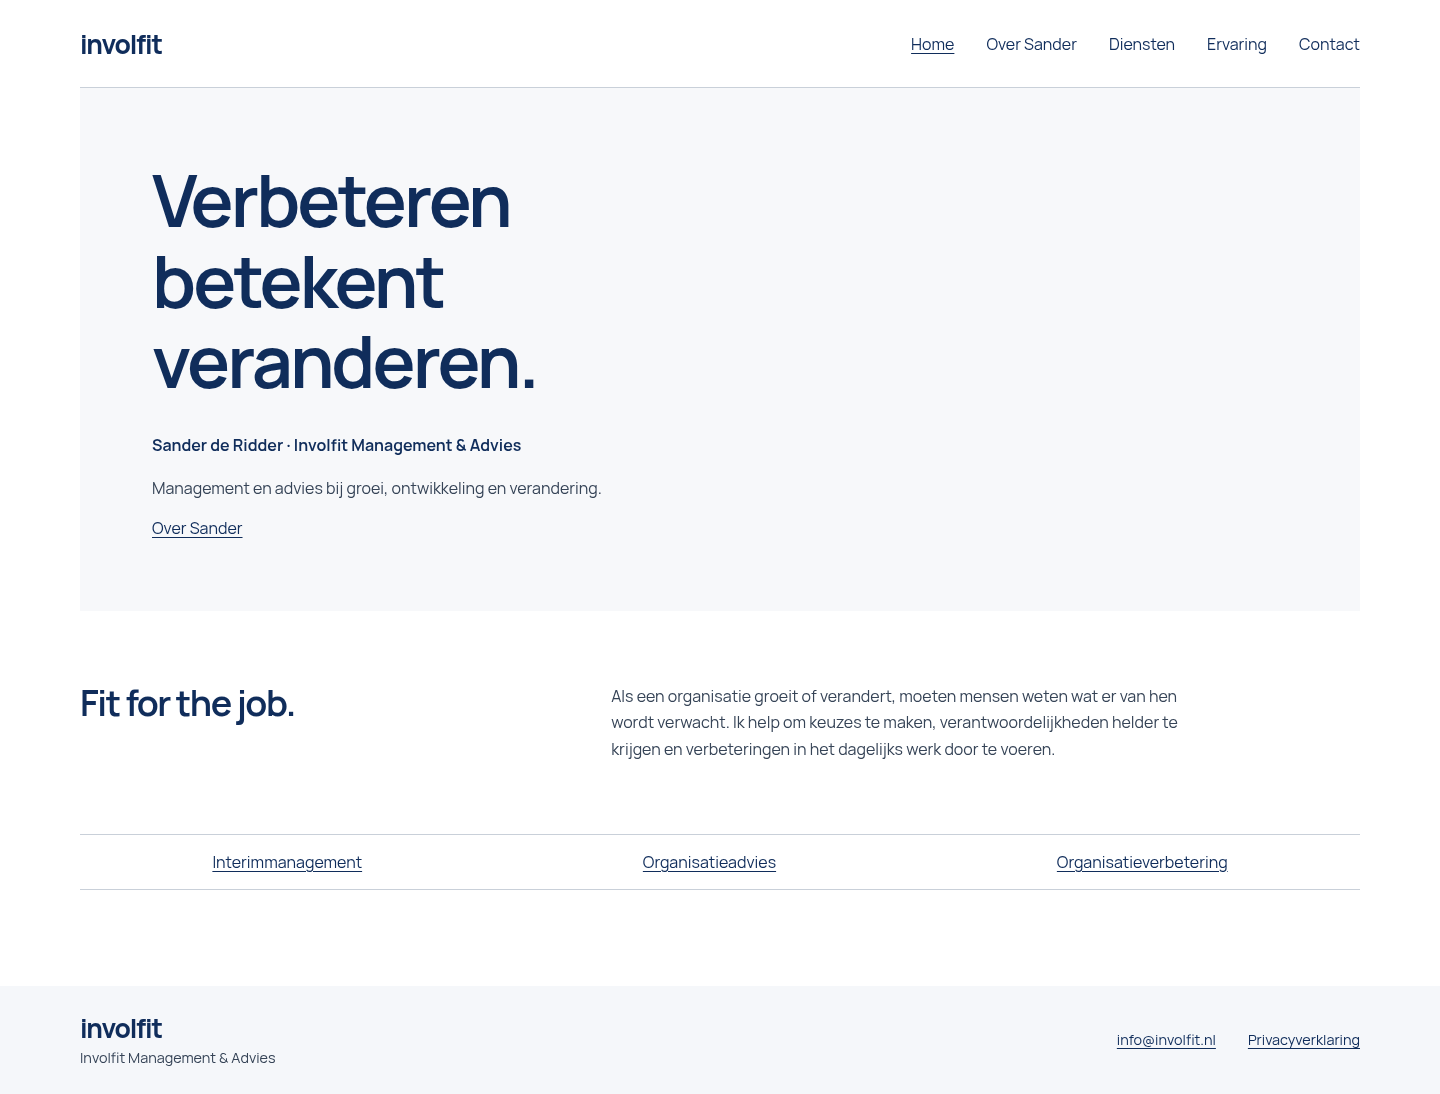 involfit
Home Over Sander Diensten Ervaring Contact
Verbeteren
betekent
veranderen.
Sander de Ridder · Involfit Management & Advies
Management en advies bij groei, ontwikkeling en verandering.
Over Sander
Fit for the job.
Als een organisatie groeit of verandert, moeten mensen weten wat er van hen
wordt verwacht. Ik help om keuzes te maken, verantwoordelijkheden helder te
krijgen en verbeteringen in het dagelijks werk door te voeren.
Interimmanagement Organisatieadvies Organisatieverbetering
involfit
Involfit Management & Advies
info@involfit.nl Privacyverklaring